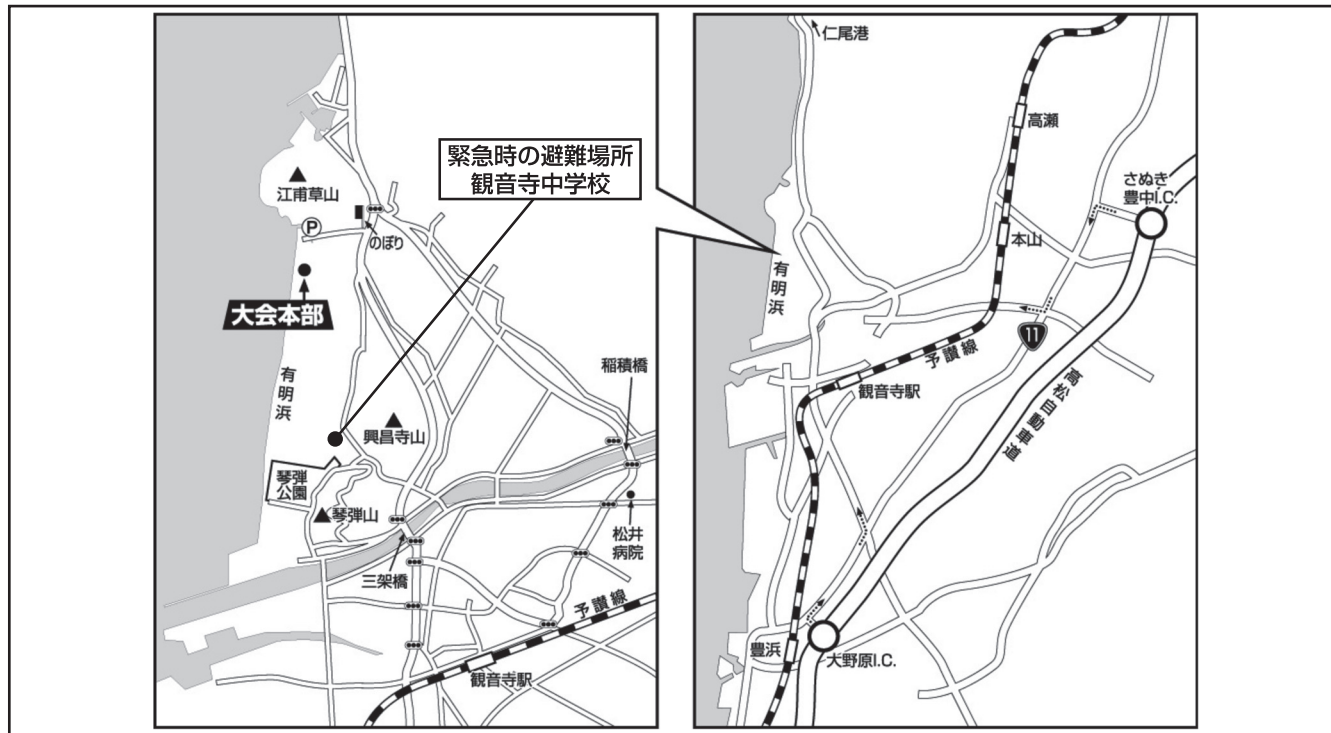 緊急時の避難場所
観音寺中学校
江甫草山
P
のぼり
大会本部
有明浜
稲積橋
興昌寺山
琴弾
公園
琴弾山
松井
病院
三架橋
予讃線
観音寺駅
仁尾港
高瀬
さぬき
豊中I.C.
本山
有明浜
11
予讃線
観音寺駅
高松自動車道
豊浜
大野原I.C.